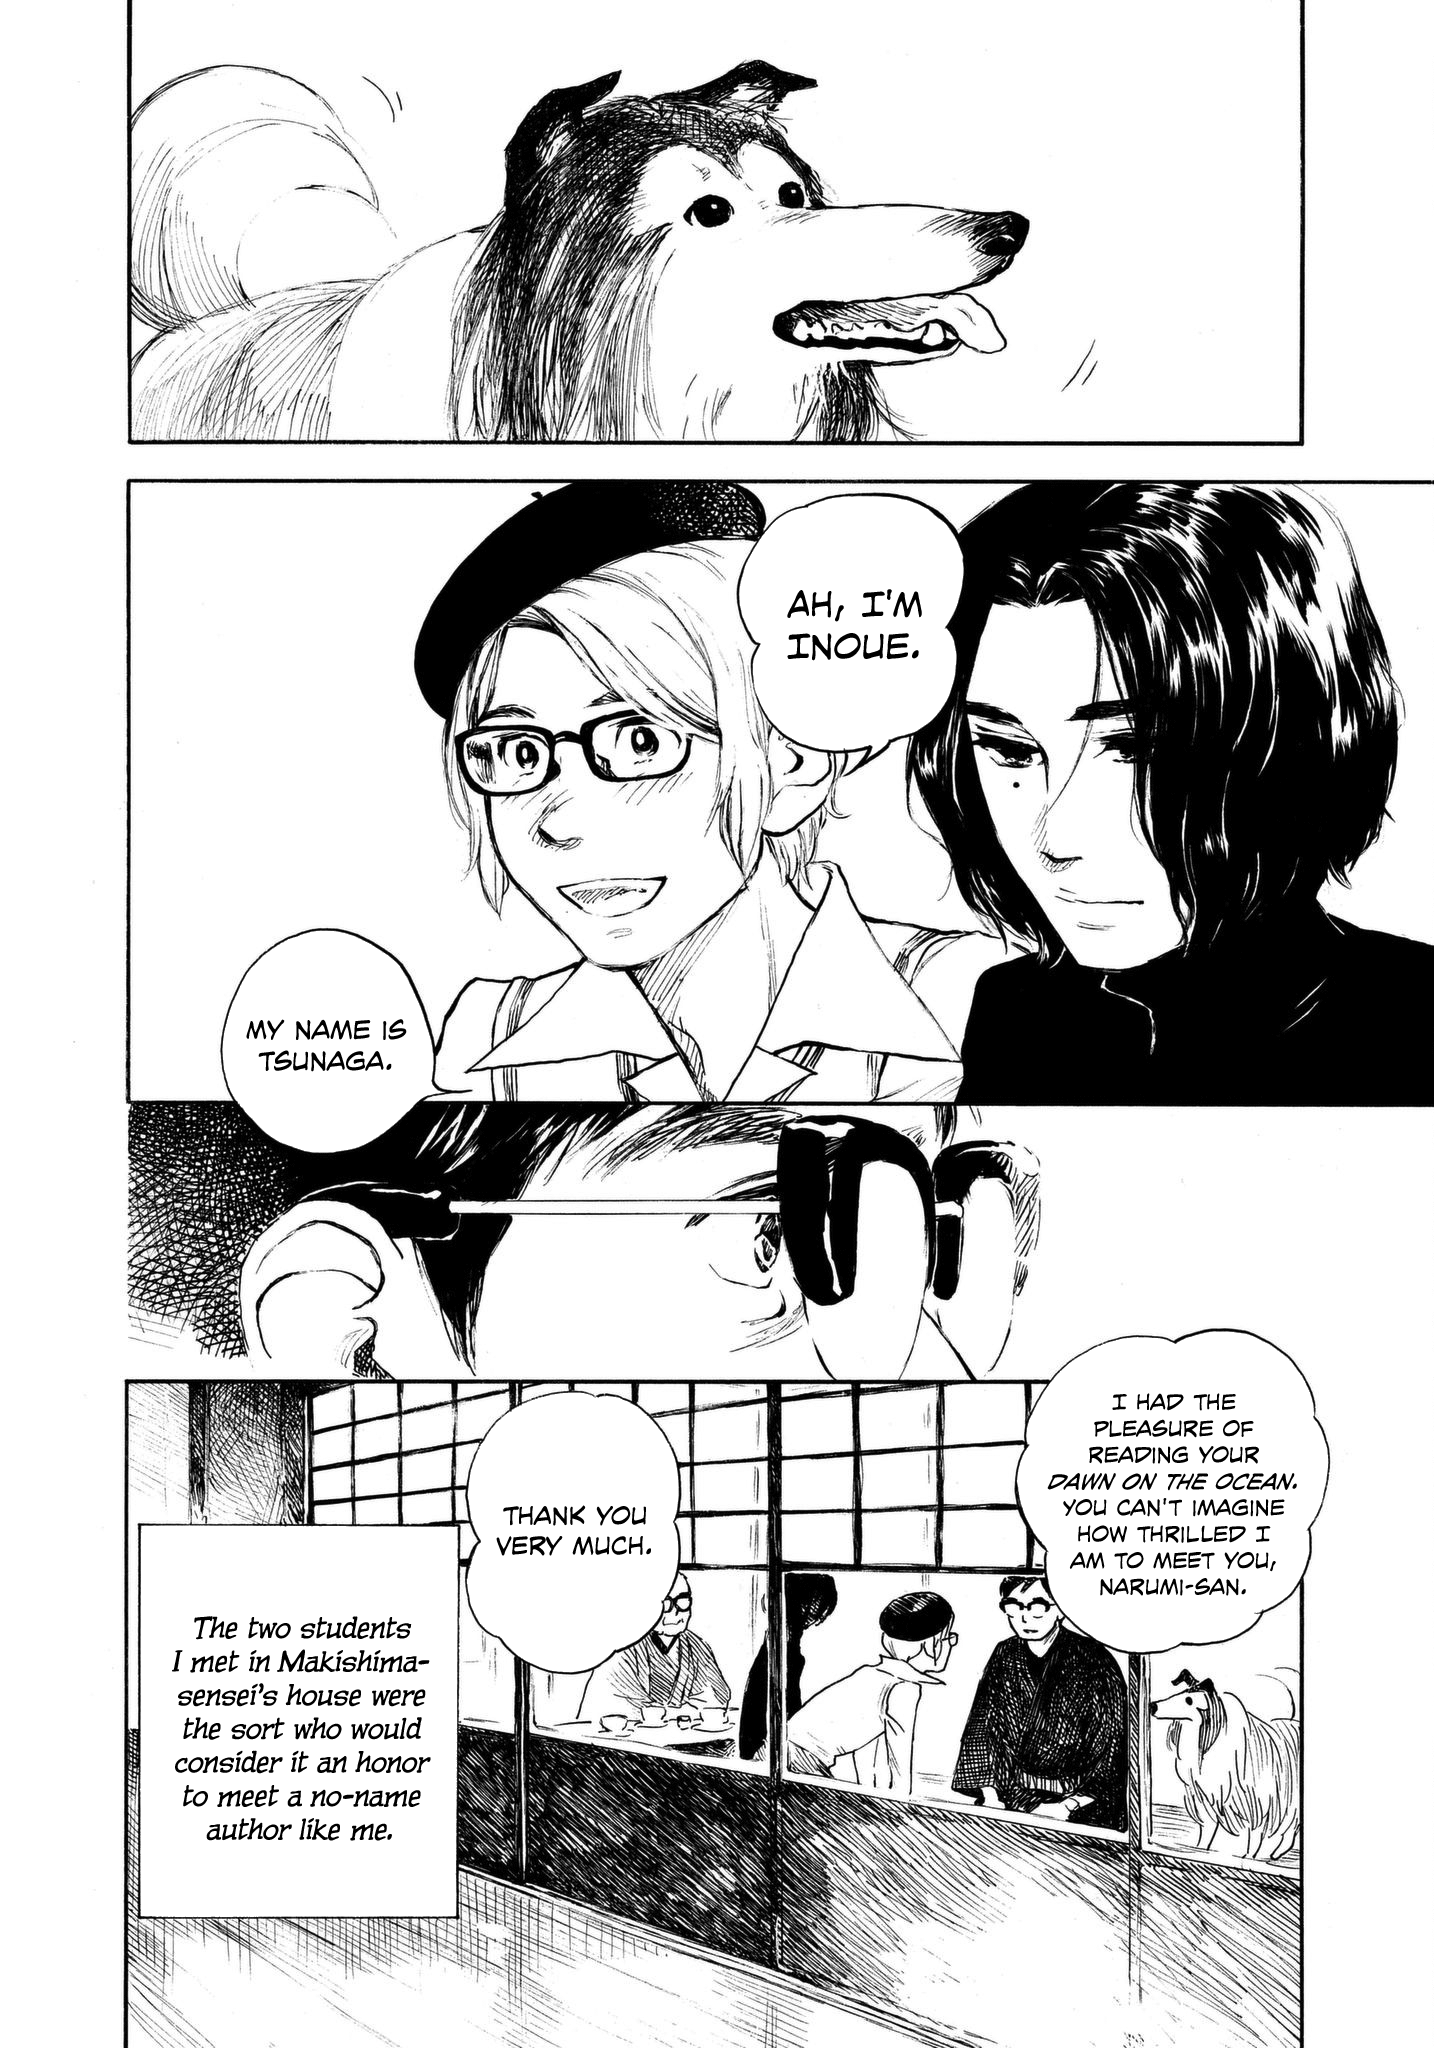 AH, I'M
INOUE.
MY NAME IS
TSUNAGA.
I HAD THE
PLEASURE OF
READING YOUR
DAWN ON THE OCEAN.
YOU CAN'T IMAGINE
HOW THRILLED I
AM TO MEET YOU,
NARUMI-SAN.
THANK YOU
VERY MUCH.
The two students
I met in Makishima-
sensei's house were
the sort who would
consider it an honor
to meet a no-name
author like me.